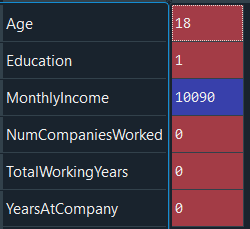 Age 18
Education 1
MonthlyIncome 10090
NumCompaniesWorked 0
TotalWorkingYears 0
YearsAtCompany 0